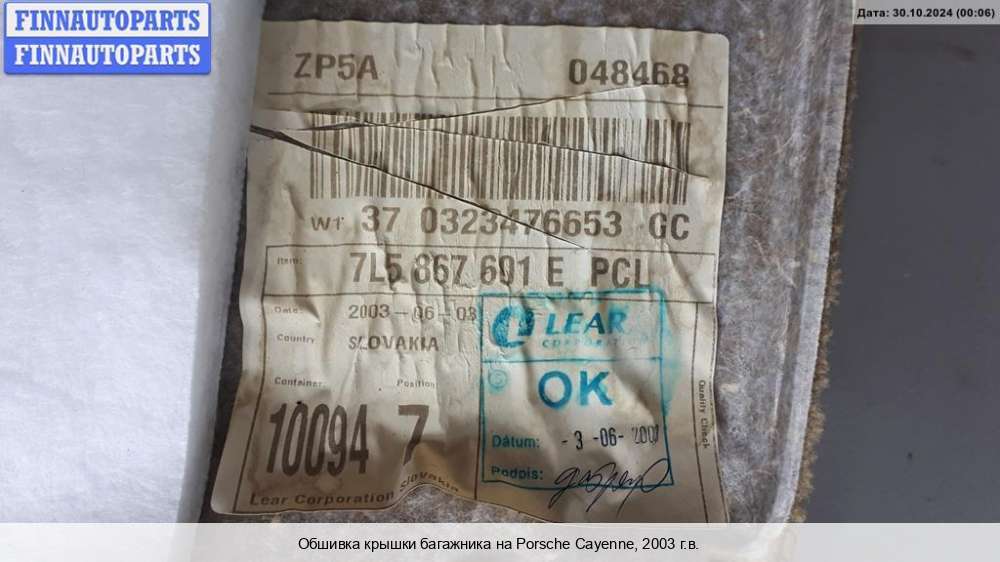 FINNAUTOPARTS
FINNAUTOPARTS
Дата: 30.10.2024 (00:06)
ZP5A 048468
W1 37 0323476653 GC
Item: 7L5 867 601 E PCL
Date: 2003-06-03
Country SLOVAKIA
Container Position
10094 7
Lear Corporation Slovakia
LEAR
CORPORATION
OK
Dátum: -3-06-
Podpis:
Quality Check
Обшивка крышки багажника на Porsche Cayenne, 2003 г.в.